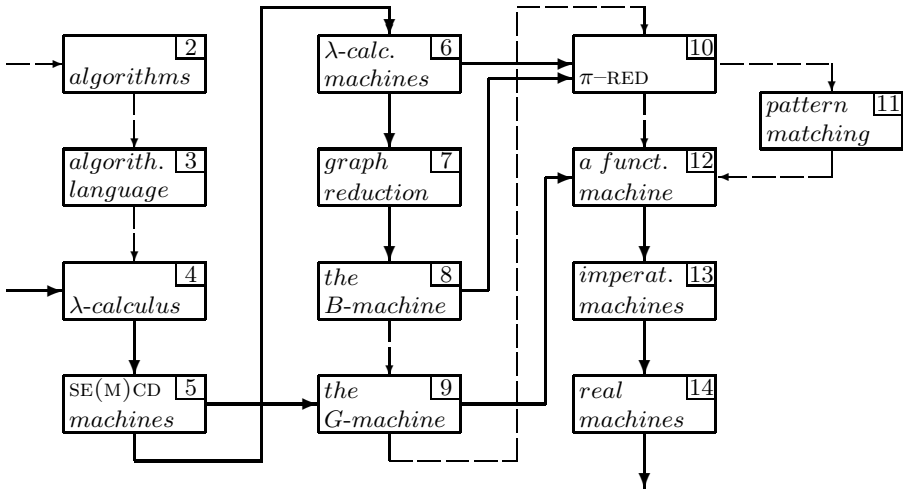 2
algorithms
algorith. 3
language
4
λ-calculus
SE(M)CD 5
machines
λ-calc. 6
machines
graph 7
reduction
the 8
B-machine
the 9
G-machine
10
π–RED
pattern 11
matching
a funct. 12
machine
imperat. 13
machines
real 14
machines